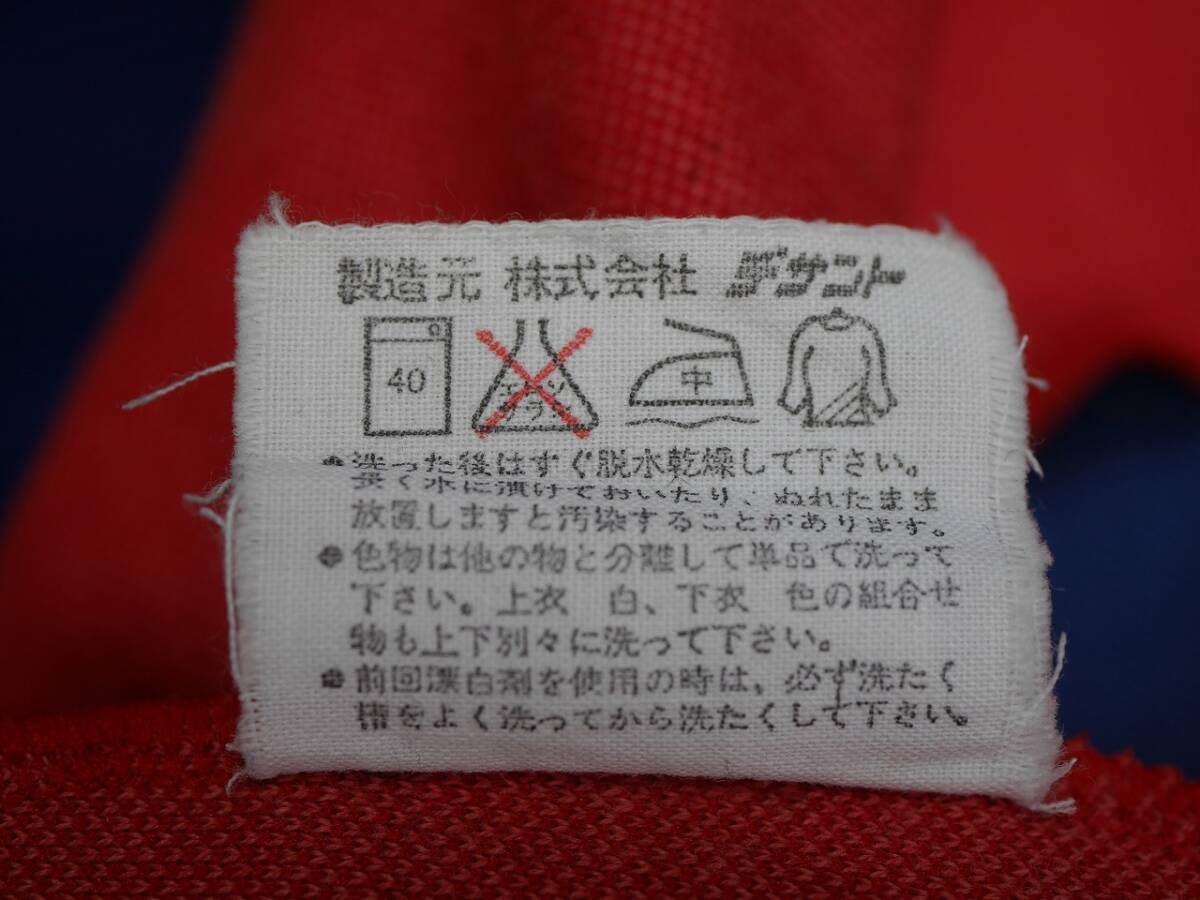 製造元 株式会社 デサント
40 エンソ サラシ 中
●洗った後はすぐ脱水乾燥して下さい。
長く水に漬けておいたり、ぬれたまま
放置しますと汚染することがあります。
●色物は他の物と分離して単品で洗って
下さい。上衣 白、下衣 色の組合せ
物も上下別々に洗って下さい。
●前回漂白剤を使用の時は、必ず洗たく
槽をよく洗ってから洗たくして下さい。